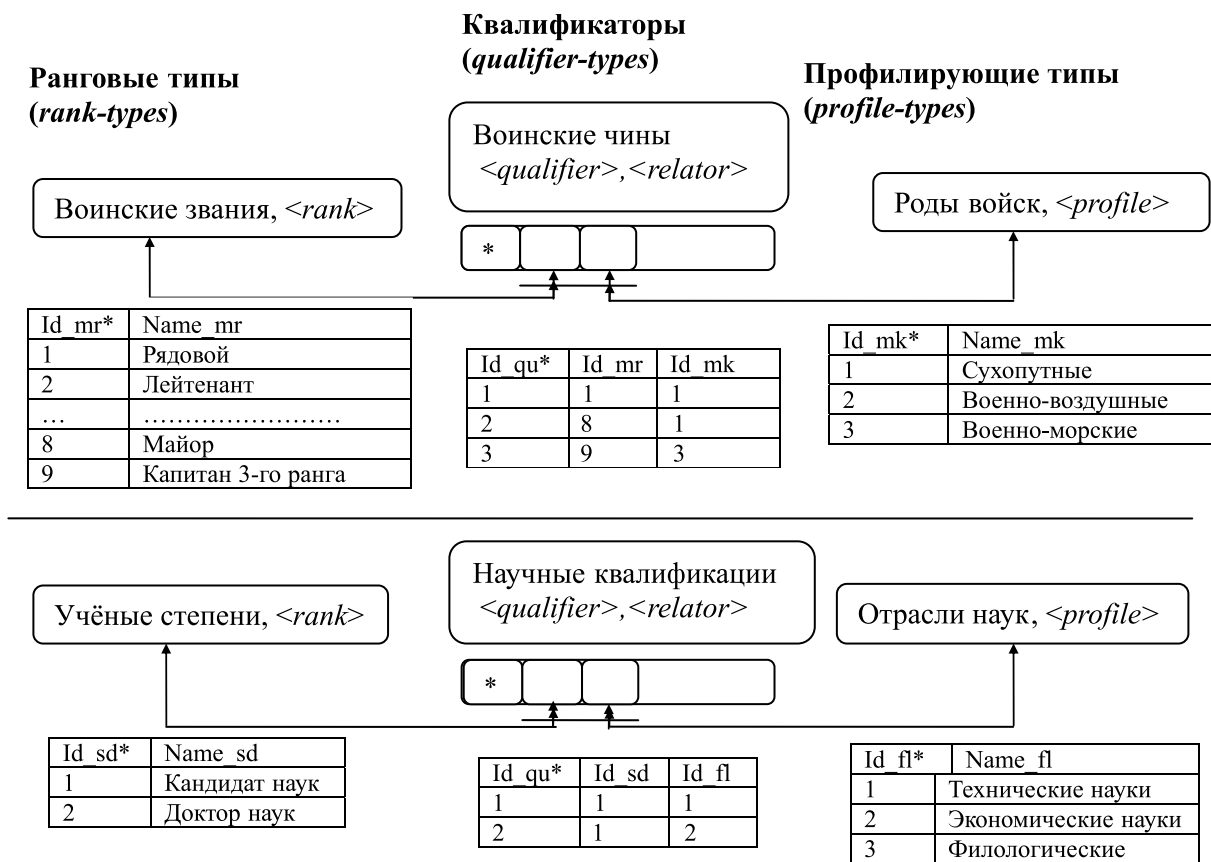 Квалификаторы
(qualifier-types)
Ранговые типы
(rank-types)
Профилирующие типы
(profile-types)
Воинские чины
<qualifier>,<relator>
Воинские звания, <rank>
Роды войск, <profile>
*
Id_mr* Name_mr
1 Рядовой
2 Лейтенант
… ……………………
8 Майор
9 Капитан 3-го ранга
Id_qu* Id_mr Id_mk
1 1 1
2 8 1
3 9 3
Id_mk* Name_mk
1 Сухопутные
2 Военно-воздушные
3 Военно-морские
Научные квалификации
<qualifier>,<relator>
Учёные степени, <rank>
Отрасли наук, <profile>
*
Id_sd* Name_sd
1 Кандидат наук
2 Доктор наук
Id_qu* Id_sd Id_fl
1 1 1
2 1 2
Id_fl* Name_fl
1 Технические науки
2 Экономические науки
3 Филологические